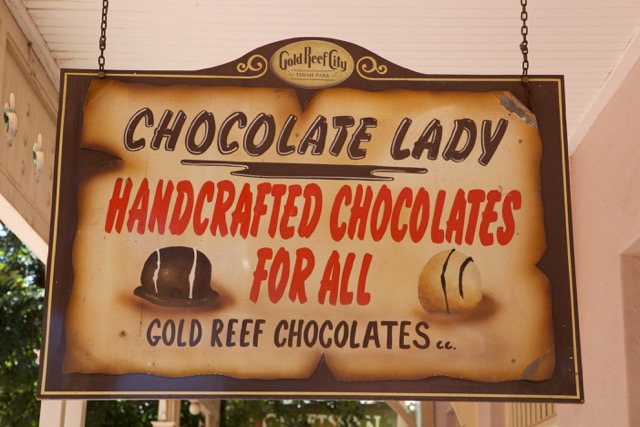 Gold Reef City
THEME PARK
CHOCOLATE LADY
HANDCRAFTED CHOCOLATES
FOR ALL
GOLD REEF CHOCOLATES cc.